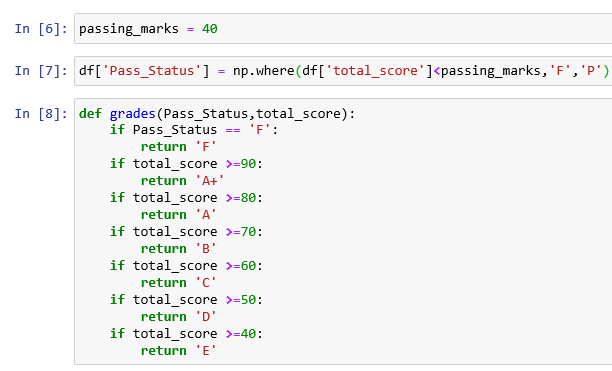 In [6]: passing_marks = 40
In [7]: df['Pass_Status'] = np.where(df['total_score']<passing_marks,'F','P')
In [8]: def grades(Pass_Status,total_score):
    if Pass_Status == 'F':
        return 'F'
    if total_score >=90:
        return 'A+'
    if total_score >=80:
        return 'A'
    if total_score >=70:
        return 'B'
    if total_score >=60:
        return 'C'
    if total_score >=50:
        return 'D'
    if total_score >=40:
        return 'E'